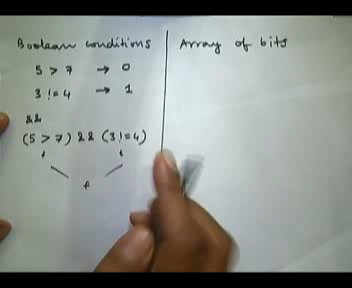 Boolean conditions
5 > 7 → 0
3 != 4 → 1
&&
(5 > 7) && (3 != 4)
Array of bits